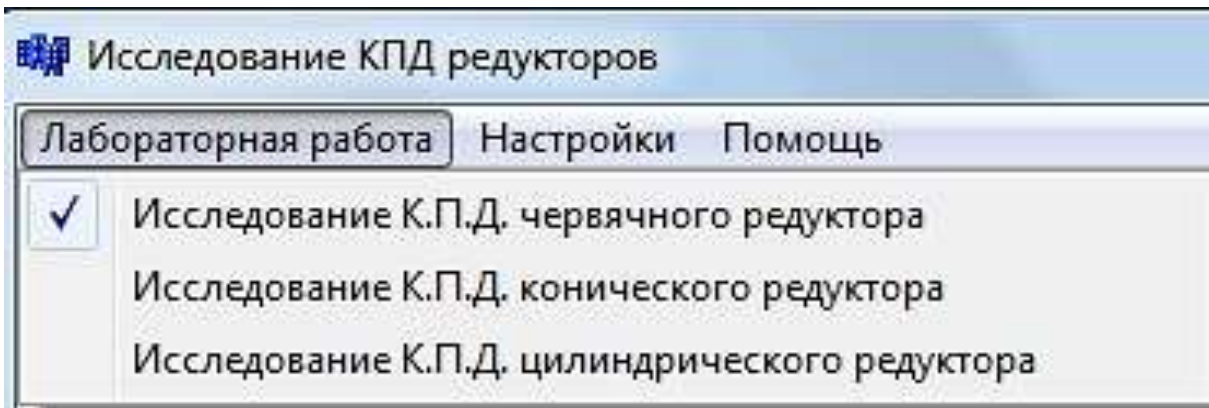 Исследование КПД редукторов
Лабораторная работа Настройки Помощь
Исследование К.П.Д. червячного редуктора
Исследование К.П.Д. конического редуктора
Исследование К.П.Д. цилиндрического редуктора